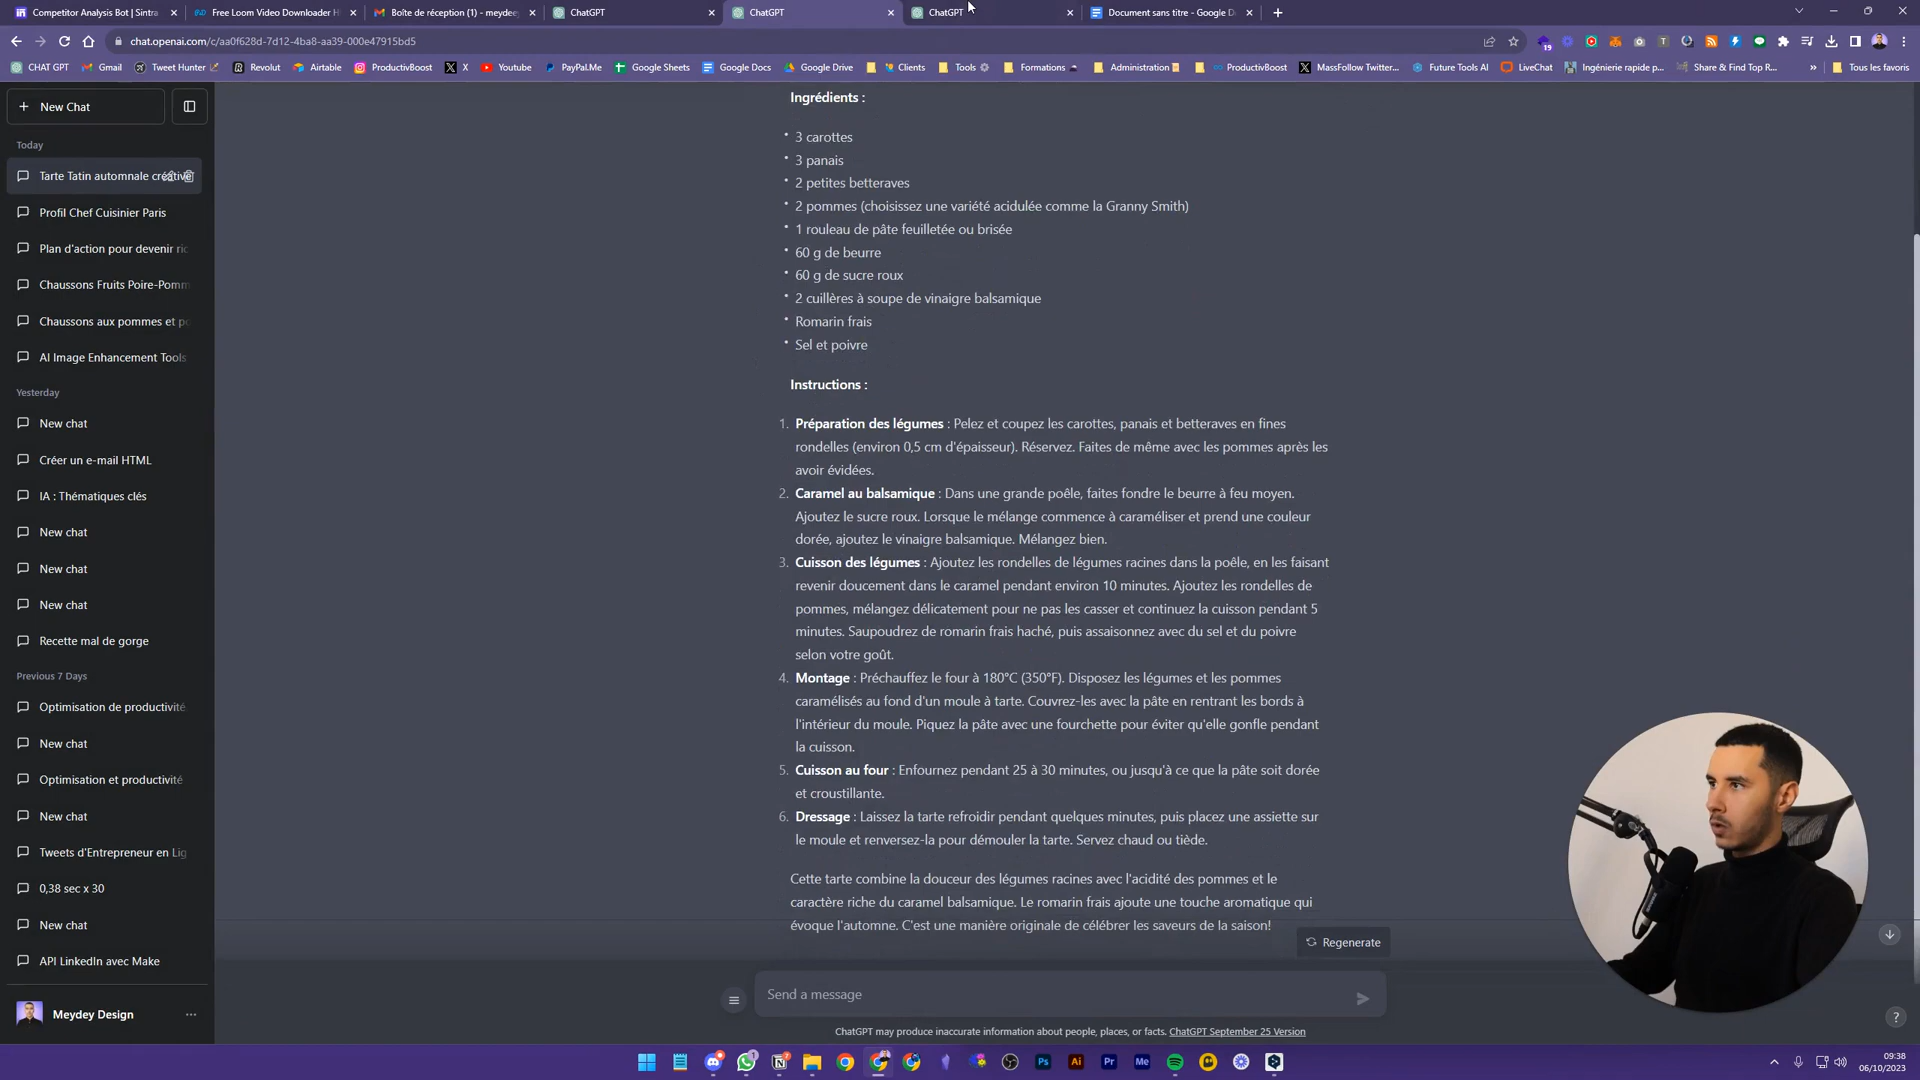 Competitor Analysis Bot | Sintra
Free Loom Video Downloader H
Boîte de réception (1) - meydee
ChatGPT
ChatGPT
ChatGPT
Document sans titre - Google D
chat.openai.com/c/aa0f628d-7d12-4ba8-aa39-000e47915bd5
19
CHAT GPT
Gmail
Tweet Hunter
Revolut
Airtable
ProductivBoost
X
Youtube
PayPal.Me
Google Sheets
Google Docs
Google Drive
Clients
Tools
Formations
Administration
ProductivBoost
MassFollow Twitter...
Future Tools AI
LiveChat
Ingénierie rapide p...
Share & Find Top R...
»
Tous les favoris
New Chat
Today
Tarte Tatin automnale créative
Profil Chef Cuisinier Paris
Plan d'action pour devenir ric
Chaussons Fruits Poire-Pomm
Chaussons aux pommes et po
AI Image Enhancement Tools
Yesterday
New chat
Créer un e-mail HTML
IA : Thématiques clés
New chat
New chat
New chat
Recette mal de gorge
Previous 7 Days
Optimisation de productivité
New chat
Optimisation et productivité
New chat
Tweets d'Entrepreneur en Lig
0,38 sec x 30
New chat
API LinkedIn avec Make
Meydey Design
Ingrédients :
• 3 carottes
• 3 panais
• 2 petites betteraves
• 2 pommes (choisissez une variété acidulée comme la Granny Smith)
• 1 rouleau de pâte feuilletée ou brisée
• 60 g de beurre
• 60 g de sucre roux
• 2 cuillères à soupe de vinaigre balsamique
• Romarin frais
• Sel et poivre
Instructions :
1. Préparation des légumes : Pelez et coupez les carottes, panais et betteraves en fines
rondelles (environ 0,5 cm d'épaisseur). Réservez. Faites de même avec les pommes après les
avoir évidées.
2. Caramel au balsamique : Dans une grande poêle, faites fondre le beurre à feu moyen.
Ajoutez le sucre roux. Lorsque le mélange commence à caraméliser et prend une couleur
dorée, ajoutez le vinaigre balsamique. Mélangez bien.
3. Cuisson des légumes : Ajoutez les rondelles de légumes racines dans la poêle, en les faisant
revenir doucement dans le caramel pendant environ 10 minutes. Ajoutez les rondelles de
pommes, mélangez délicatement pour ne pas les casser et continuez la cuisson pendant 5
minutes. Saupoudrez de romarin frais haché, puis assaisonnez avec du sel et du poivre
selon votre goût.
4. Montage : Préchauffez le four à 180°C (350°F). Disposez les légumes et les pommes
caramélisés au fond d'un moule à tarte. Couvrez-les avec la pâte en rentrant les bords à
l'intérieur du moule. Piquez la pâte avec une fourchette pour éviter qu'elle gonfle pendant
la cuisson.
5. Cuisson au four : Enfournez pendant 25 à 30 minutes, ou jusqu'à ce que la pâte soit dorée
et croustillante.
6. Dressage : Laissez la tarte refroidir pendant quelques minutes, puis placez une assiette sur
le moule et renversez-la pour démouler la tarte. Servez chaud ou tiède.
Cette tarte combine la douceur des légumes racines avec l'acidité des pommes et le
caractère riche du caramel balsamique. Le romarin frais ajoute une touche aromatique qui
évoque l'automne. C'est une manière originale de célébrer les saveurs de la saison!
Regenerate
Send a message
ChatGPT may produce inaccurate information about people, places, or facts. ChatGPT September 25 Version
?
Ps
Ai
Pr
Me
09:38
06/10/2023